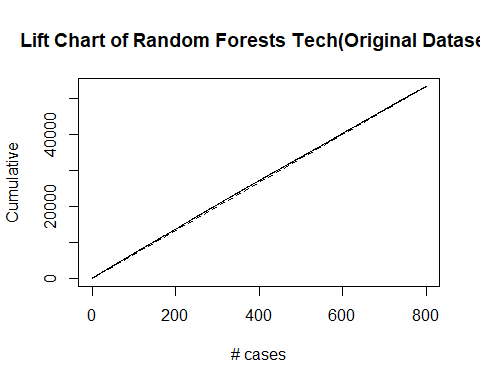 Lift Chart of Random Forests Tech(Original Datase
Cumulative
40000
20000
0
0 200 400 600 800
# cases